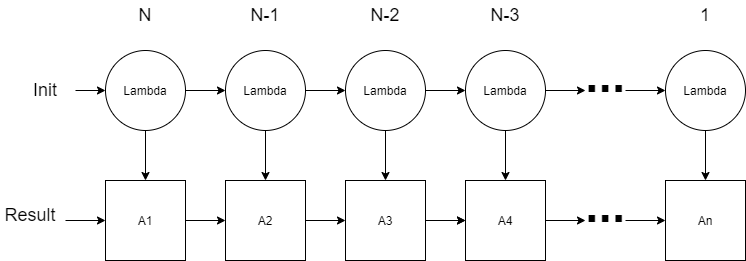 N N-1 N-2 N-3 1
Init Lambda Lambda Lambda Lambda ... Lambda
Result A1 A2 A3 A4 ... An